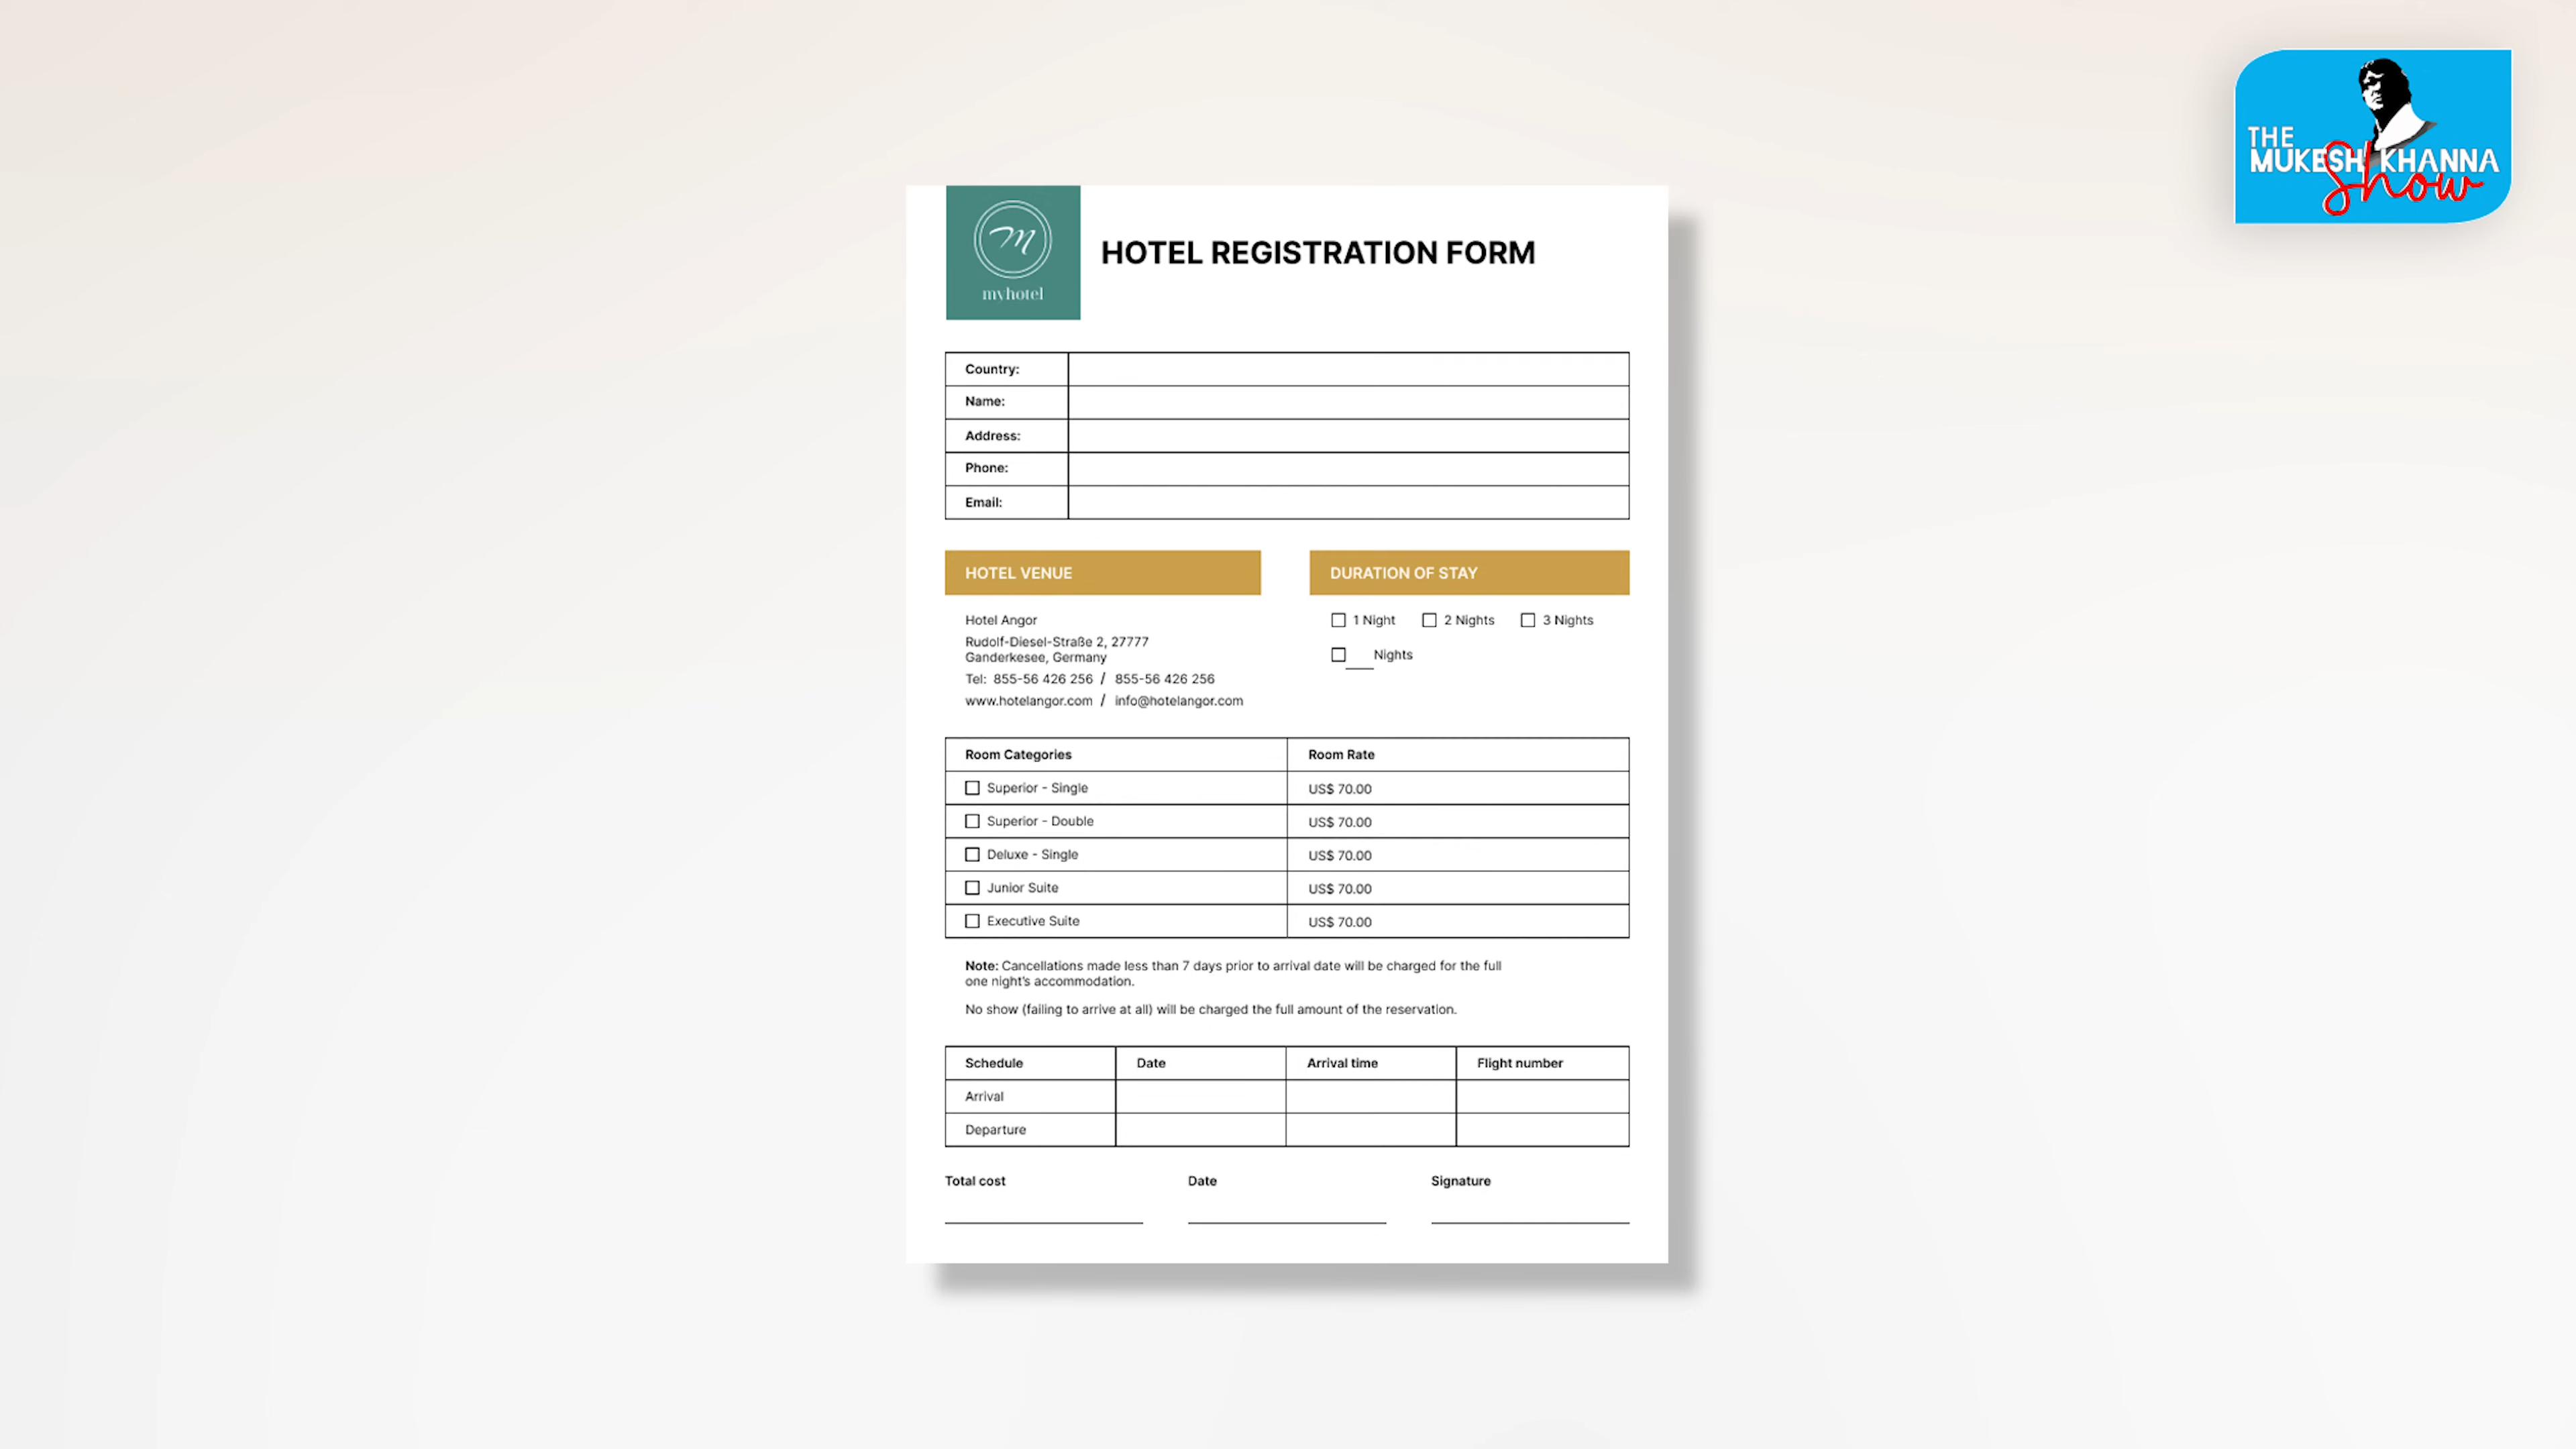 THE
MUKESH KHANNA
Show
M
myhotel
HOTEL REGISTRATION FORM
Country:
Name:
Address:
Phone:
Email:
HOTEL VENUE
Hotel Angor
Rudolf-Diesel-Straße 2, 27777
Ganderkesee, Germany
Tel: 855-56 426 256 / 855-56 426 256
www.hotelangor.com / info@hotelangor.com
DURATION OF STAY
1 Night 2 Nights 3 Nights
___ Nights
Room Categories Room Rate
Superior - Single US$ 70.00
Superior - Double US$ 70.00
Deluxe - Single US$ 70.00
Junior Suite US$ 70.00
Executive Suite US$ 70.00
Note: Cancellations made less than 7 days prior to arrival date will be charged for the full
one night's accommodation.
No show (failing to arrive at all) will be charged the full amount of the reservation.
Schedule Date Arrival time Flight number
Arrival
Departure
Total cost Date Signature